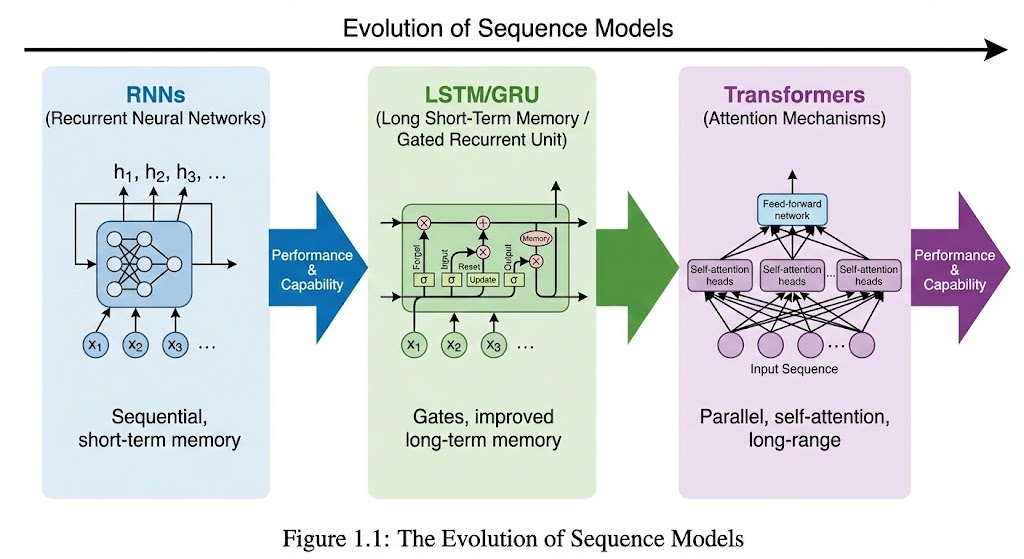 Evolution of Sequence Models
RNNs
(Recurrent Neural Networks)
h1, h2, h3, ...
x1
x2
x3
...
Sequential,
short-term memory
Performance
&
Capability
LSTM/GRU
(Long Short-Term Memory /
Gated Recurrent Unit)
×
+
Memory
Forget
Input
Reset
×
Output
×
σ
σ
Update
σ
x1
x2
x3
...
Gates, improved
long-term memory
Transformers
(Attention Mechanisms)
Feed-forward
network
Self-attention
heads
Self-attention
heads
...
Self-attention
heads
...
Input Sequence
Parallel, self-attention,
long-range
Performance
&
Capability
Figure 1.1: The Evolution of Sequence Models